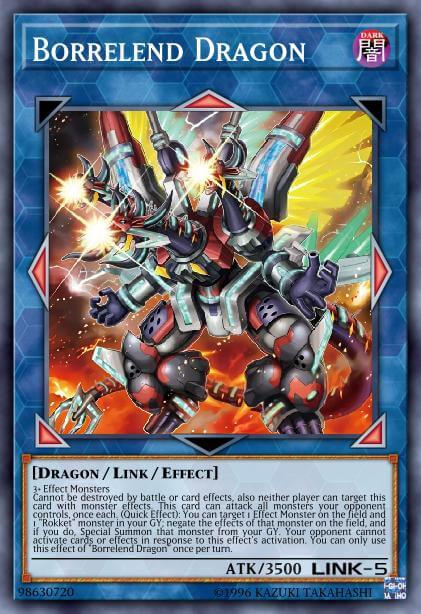 BORRELEND DRAGON
DARK
闇
[DRAGON / LINK / EFFECT]
3+ Effect Monsters
Cannot be destroyed by battle or card effects, also neither player can target this
card with monster effects. This card can attack all monsters your opponent
controls, once each. (Quick Effect): You can target 1 Effect Monster on the field and
1 "Rokket" monster in your GY; negate the effects of that monster on the field, and
if you do, Special Summon that monster from your GY. Your opponent cannot
activate cards or effects in response to this effect's activation. You can only use
this effect of "Borrelend Dragon" once per turn.
ATK/3500 LINK-5
98630720
©1996 KAZUKI TAKAHASHI